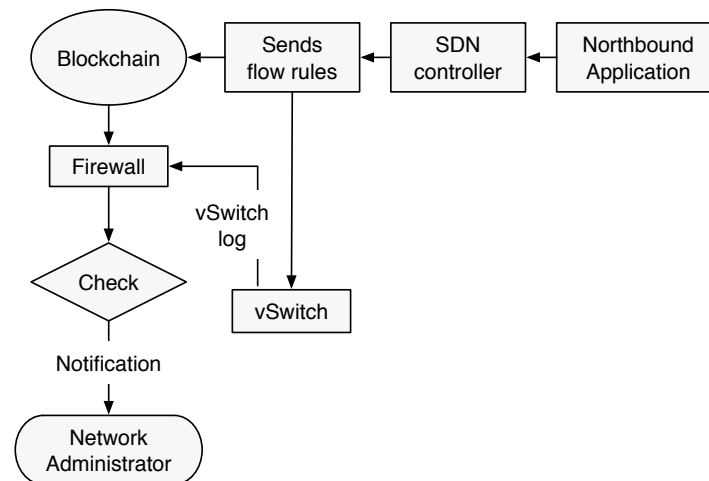 Blockchain
Sends
flow rules
SDN
controller
Northbound
Application
Firewall
vSwitch
log
Check
vSwitch
Notification
Network
Administrator